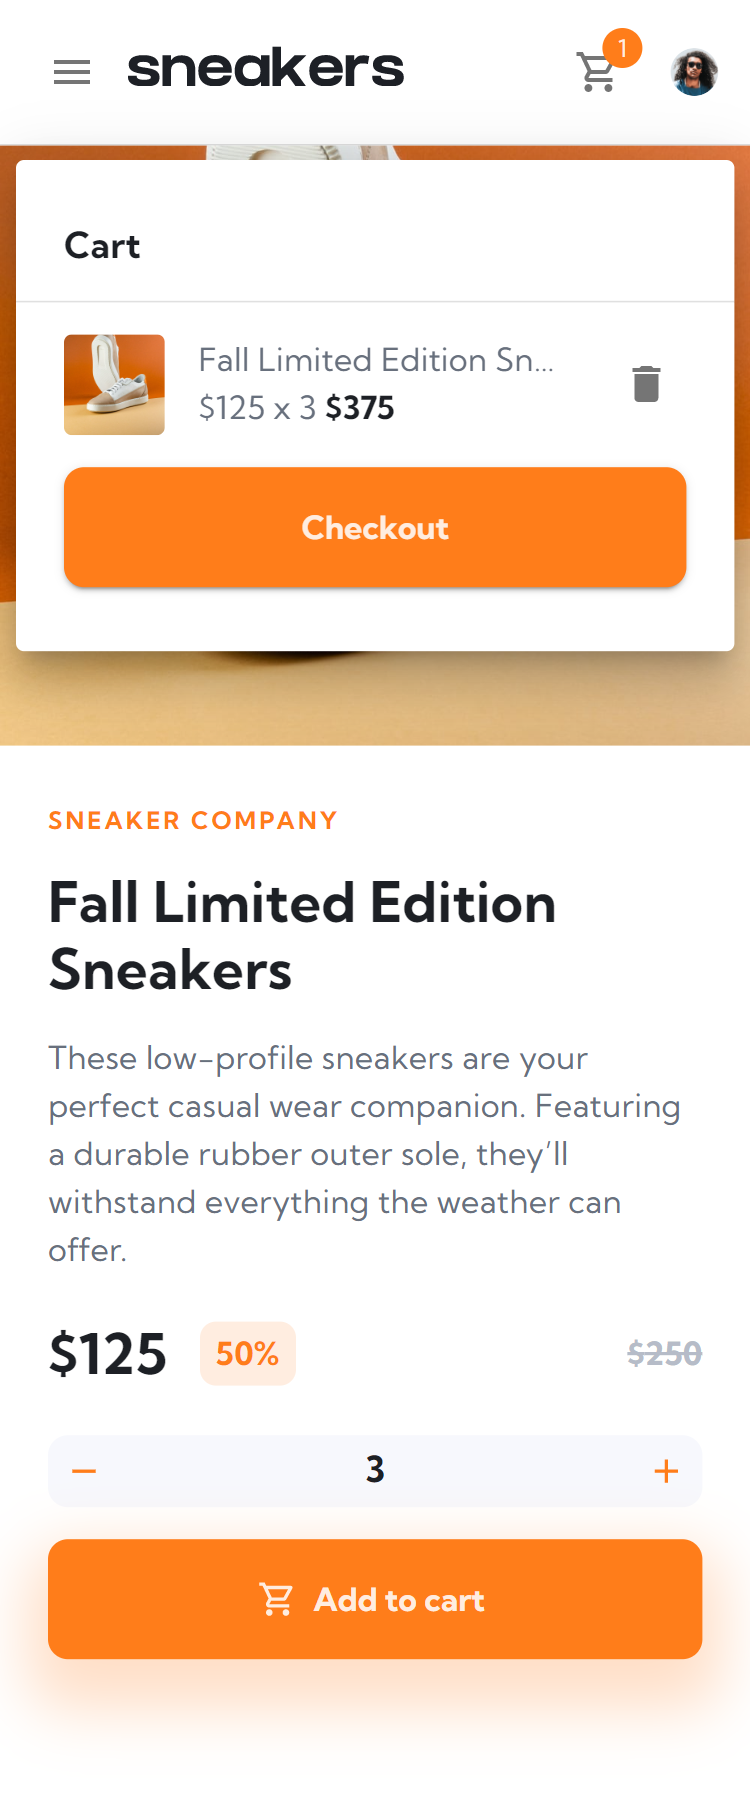 sneakers
1
Cart
Fall Limited Edition Sn...
$125 x 3 $375
Checkout
SNEAKER COMPANY
Fall Limited Edition
Sneakers
These low-profile sneakers are your
perfect casual wear companion. Featuring
a durable rubber outer sole, they’ll
withstand everything the weather can
offer.
$125 50% $250
3
Add to cart